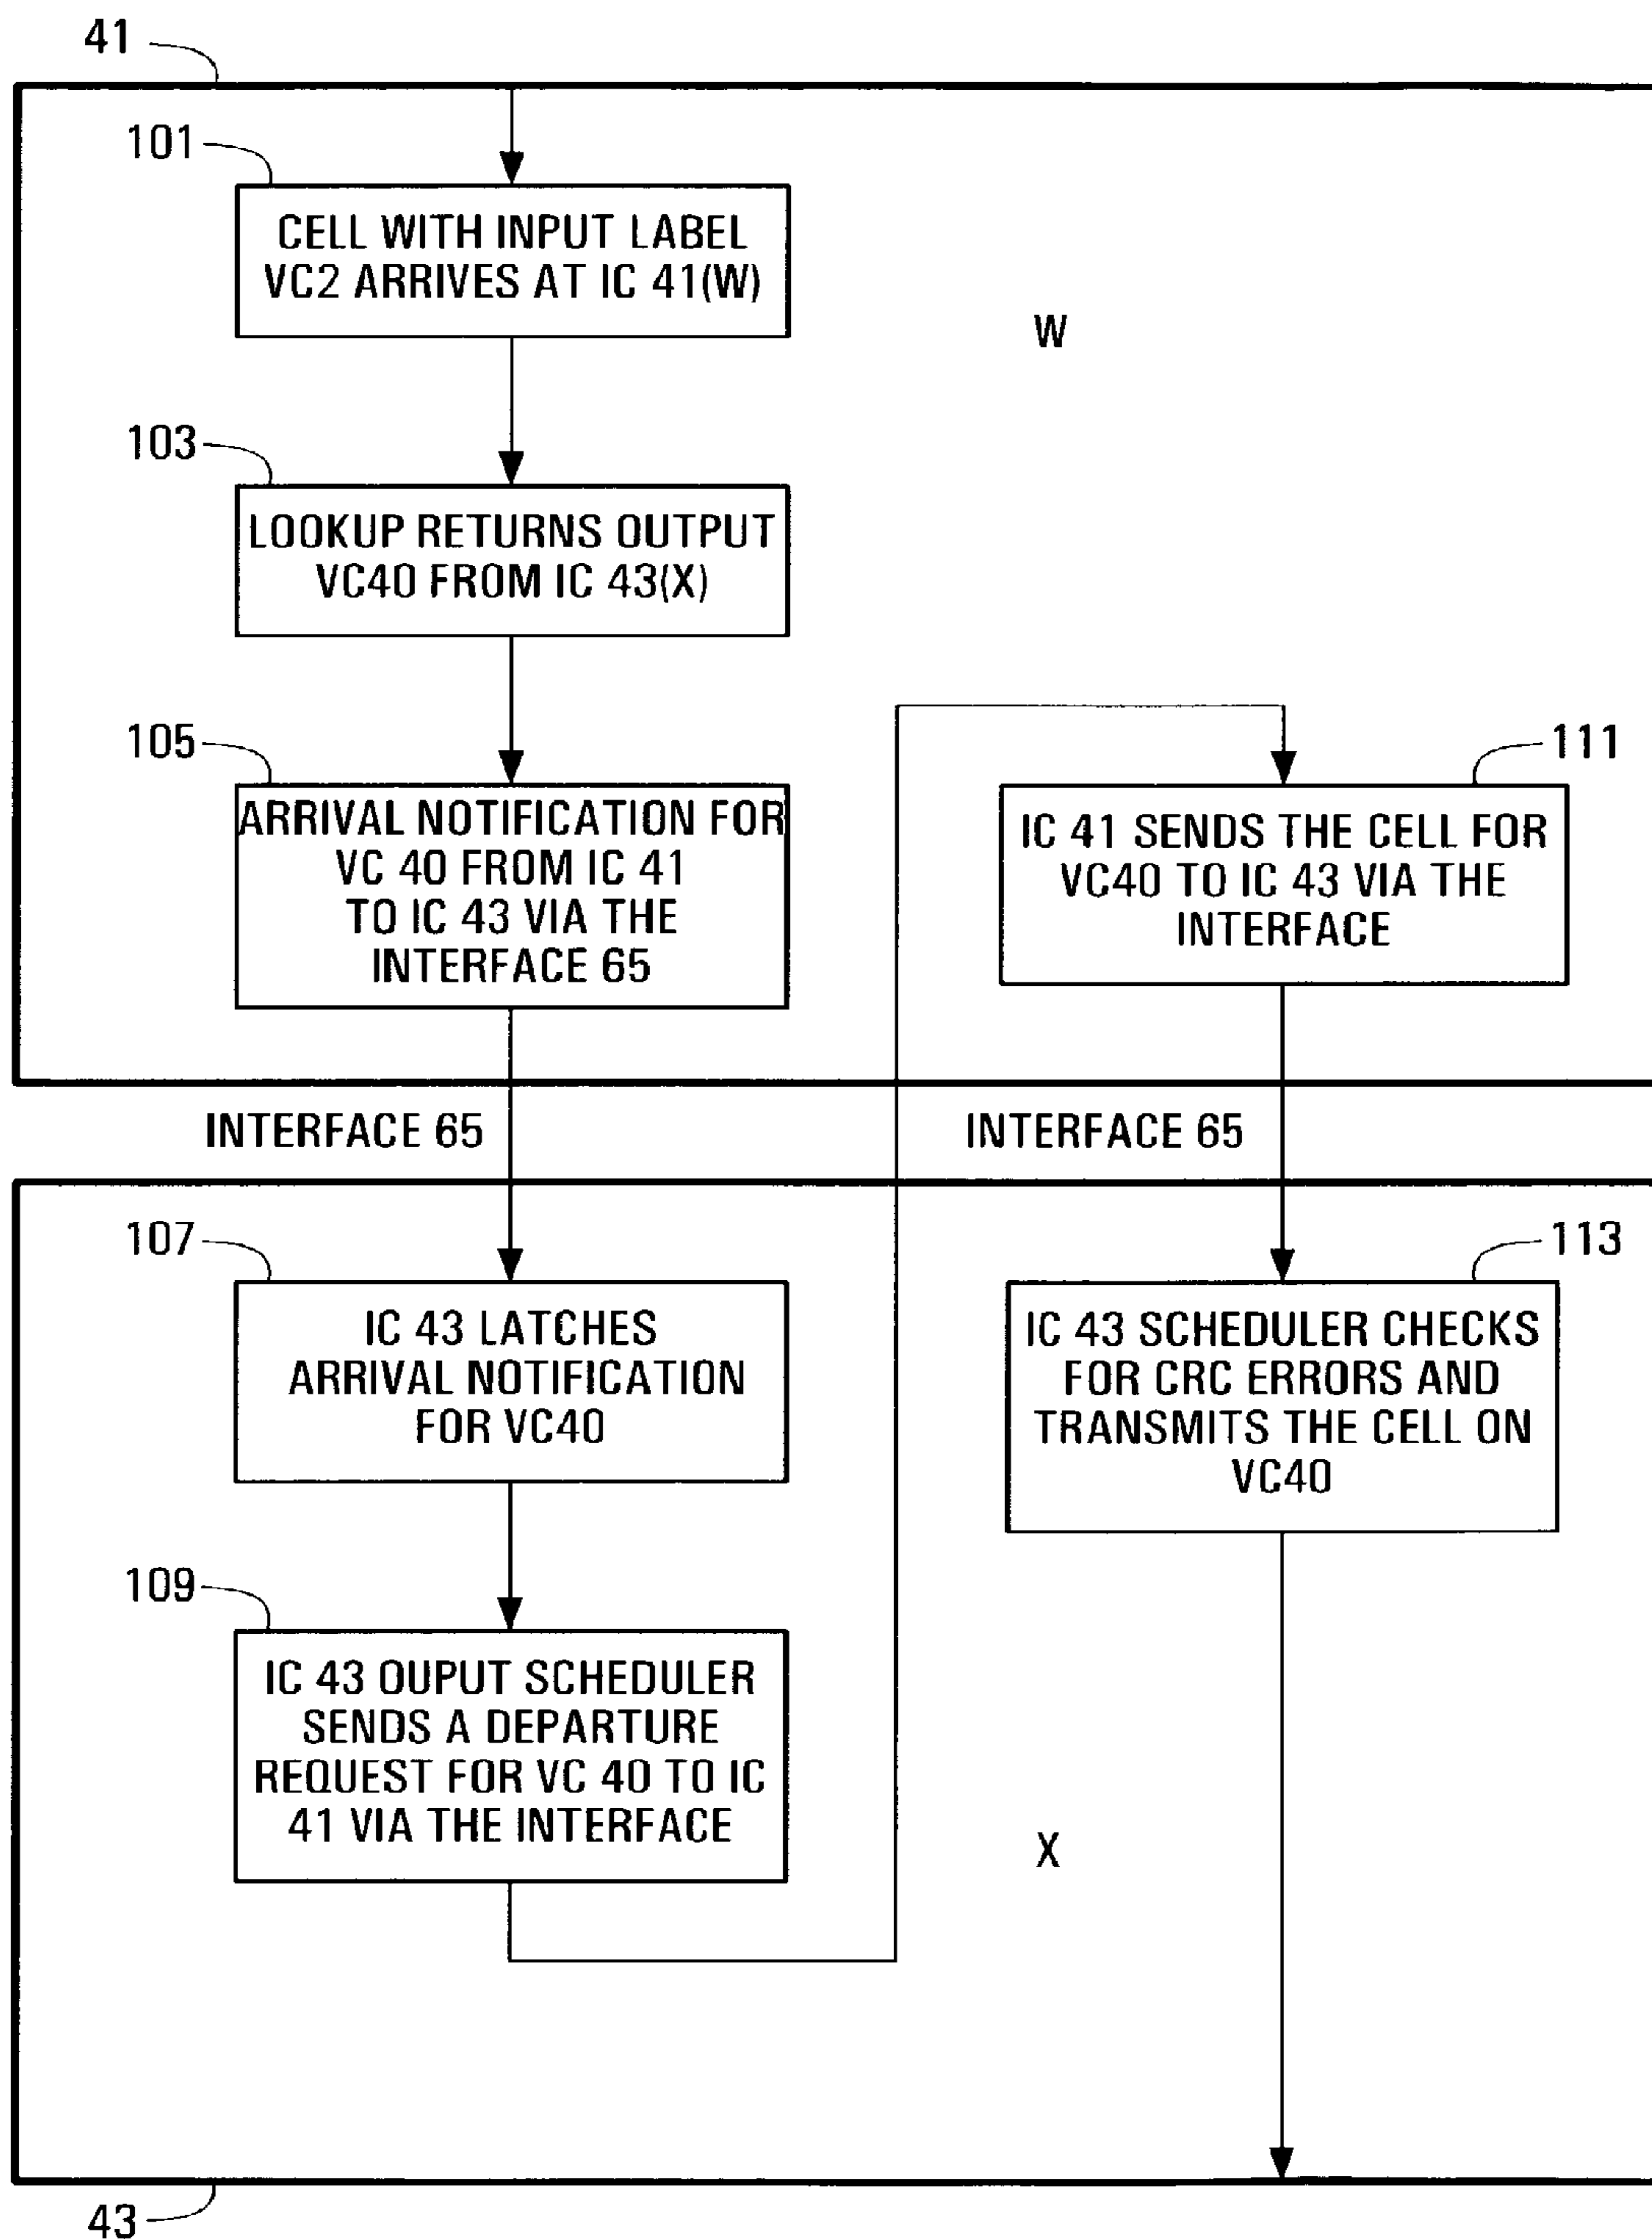 41
101
CELL WITH INPUT LABEL
VC2 ARRIVES AT IC 41(W)
W
103
LOOKUP RETURNS OUTPUT
VC40 FROM IC 43(X)
105
ARRIVAL NOTIFICATION FOR
VC 40 FROM IC 41
TO IC 43 VIA THE
INTERFACE 65
111
IC 41 SENDS THE CELL FOR
VC40 TO IC 43 VIA THE
INTERFACE
INTERFACE 65
INTERFACE 65
107
IC 43 LATCHES
ARRIVAL NOTIFICATION
FOR VC40
113
IC 43 SCHEDULER CHECKS
FOR CRC ERRORS AND
TRANSMITS THE CELL ON
VC40
109
IC 43 OUPUT SCHEDULER
SENDS A DEPARTURE
REQUEST FOR VC 40 TO IC
41 VIA THE INTERFACE
X
43